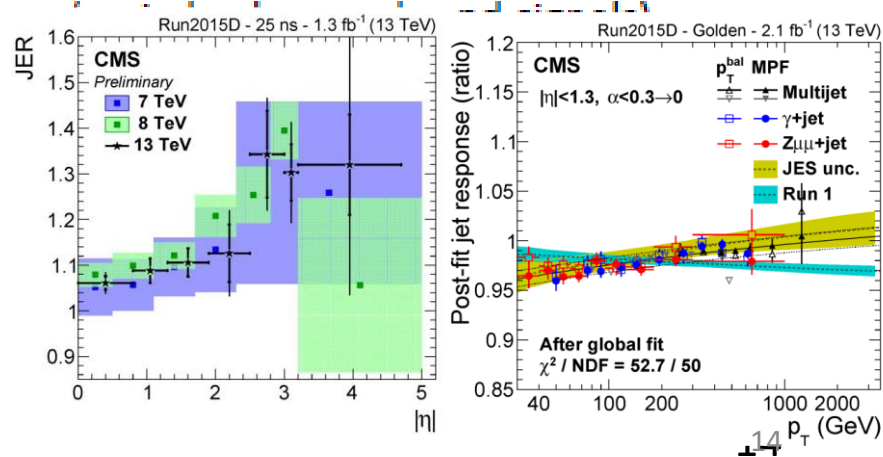 Run2015D - 25 ns - 1.3 fb⁻¹ (13 TeV)
JER
1.6
1.5
1.4
1.3
1.2
1.1
1
0.9
CMS
Preliminary
7 TeV
8 TeV
13 TeV
0 1 2 3 4 5
|η|
Run2015D - Golden - 2.1 fb⁻¹ (13 TeV)
Post-fit jet response (ratio)
1.2
1.15
1.1
1.05
1
0.95
0.9
0.85
CMS
|η|<1.3, α<0.3→0
p_T^bal MPF
Multijet
γ+jet
Zμμ+jet
JES unc.
Run 1
After global fit
χ² / NDF = 52.7 / 50
40 100 200 1000 2000
p_T (GeV)
14